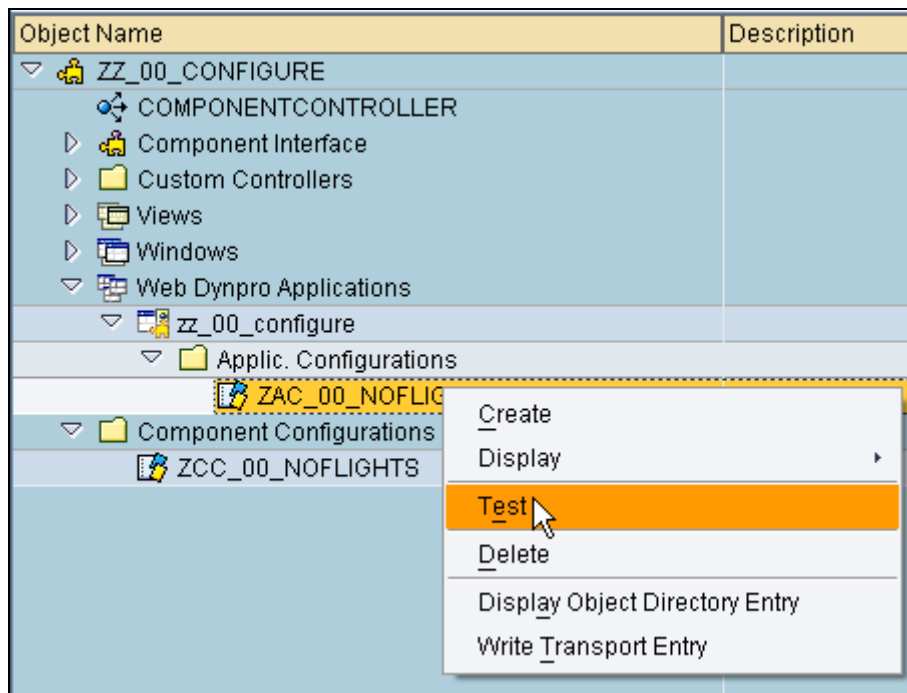 Object Name Description
ZZ_00_CONFIGURE
COMPONENTCONTROLLER
Component Interface
Custom Controllers
Views
Windows
Web Dynpro Applications
zz_00_configure
Applic. Configurations
ZAC_00_NOFLIG
Component Configurations
ZCC_00_NOFLIGHTS
Create
Display
Test
Delete
Display Object Directory Entry
Write Transport Entry